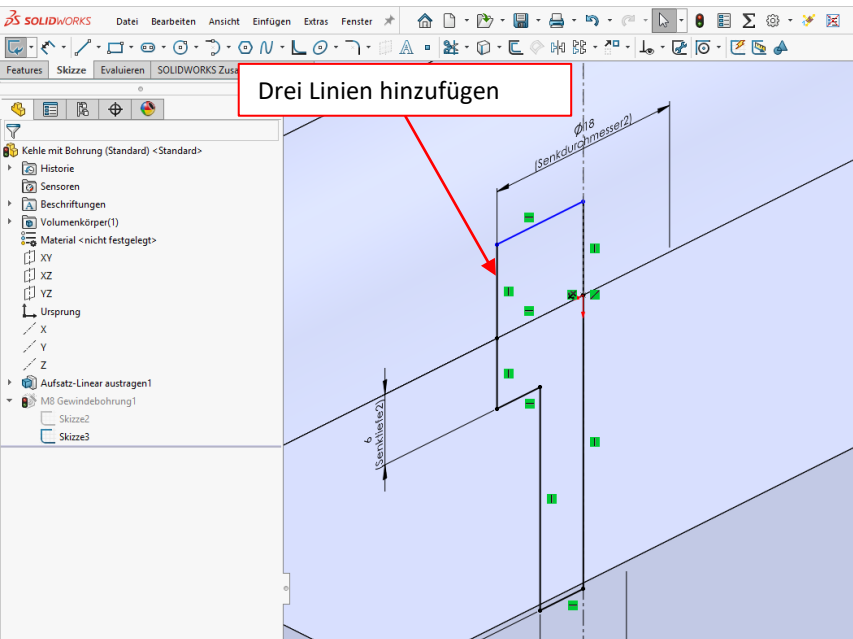 SOLIDWORKS Datei Bearbeiten Ansicht Einfügen Extras Fenster
Features Skizze Evaluieren SOLIDWORKS Zusa
Drei Linien hinzufügen
Kehle mit Bohrung (Standard) <Standard>
Historie
Sensoren
Beschriftungen
Volumenkörper(1)
Material <nicht festgelegt>
XY
XZ
YZ
Ursprung
X
Y
Z
Aufsatz-Linear austragen1
M8 Gewindebohrung1
Skizze2
Skizze3
Ø18
(Senkdurchmesser2)
6
(Senktiefe2)